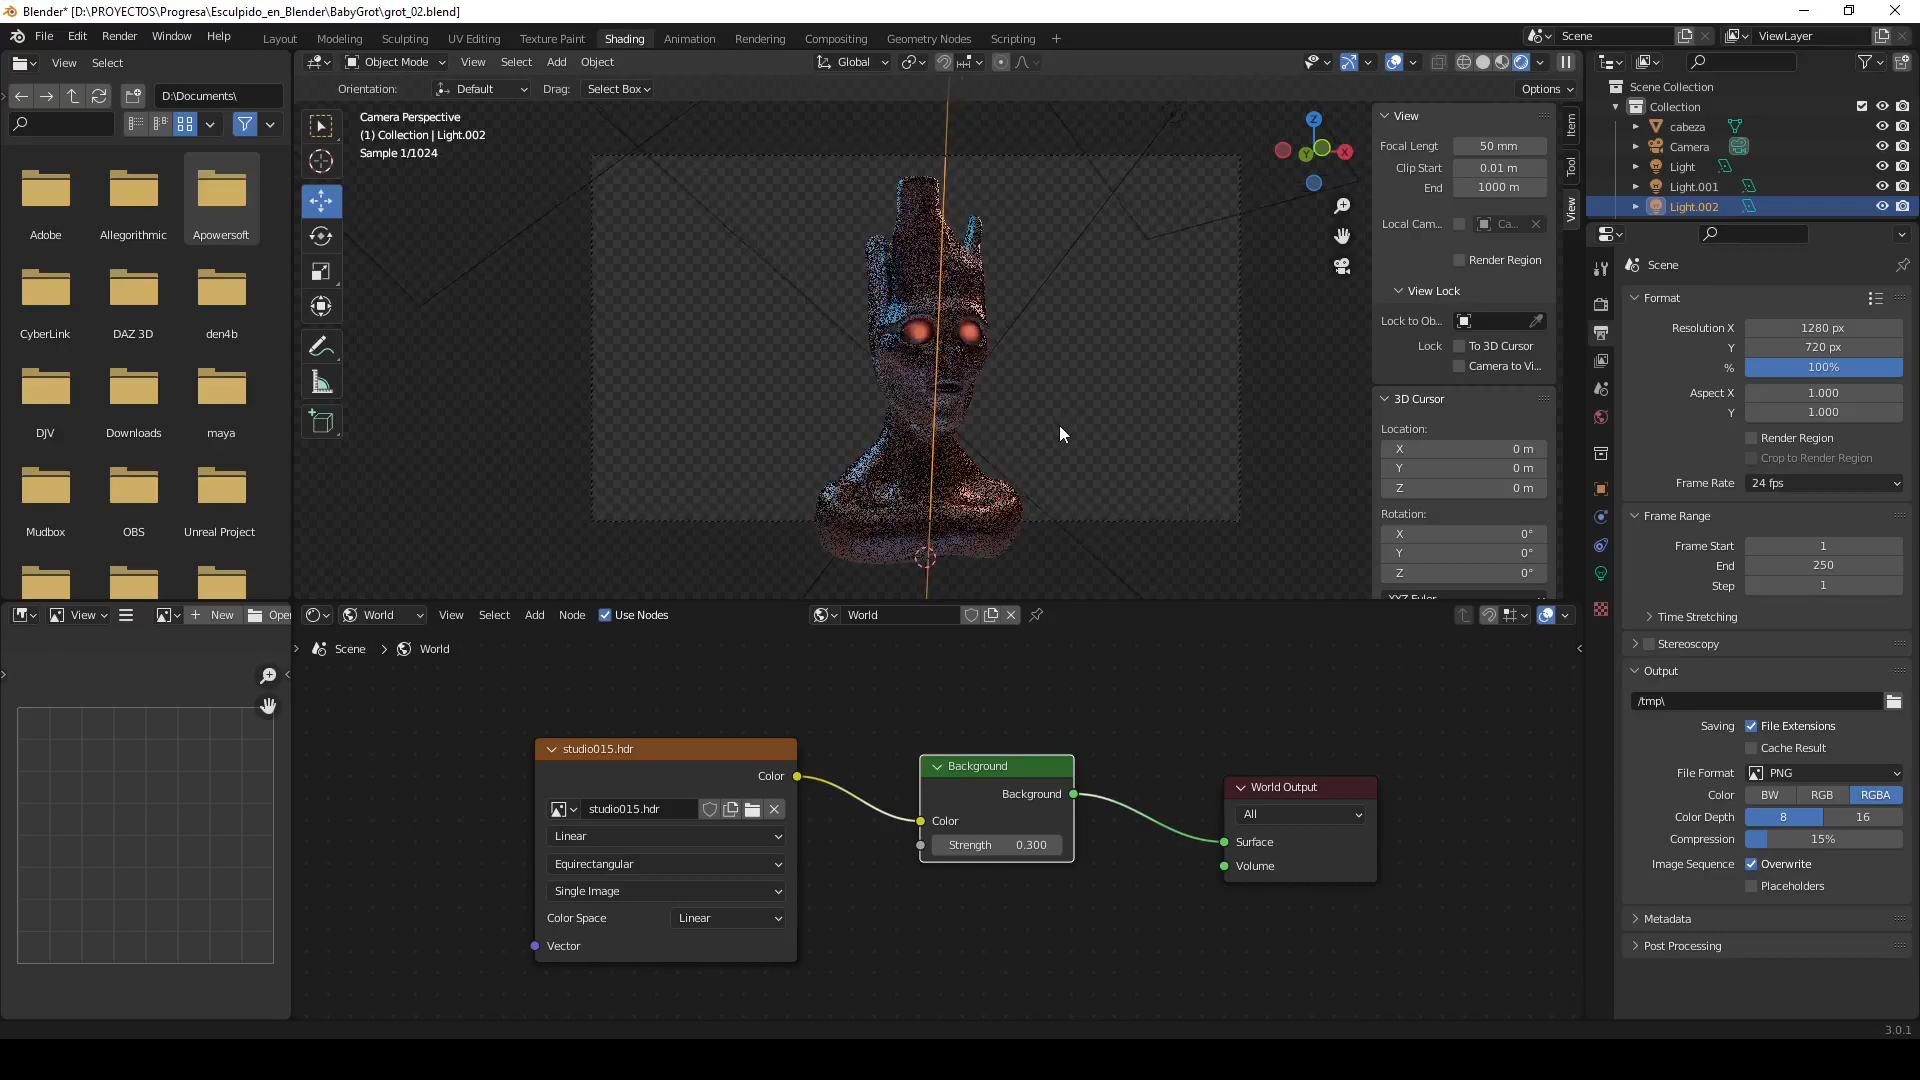 Blender* [D:\PROYECTOS\Progresa\Esculpido_en_Blender\BabyGrot\grot_02.blend]
File Edit Render Window Help
Layout Modeling Sculpting UV Editing Texture Paint Shading Animation Rendering Compositing Geometry Nodes Scripting
Scene ViewLayer
View Select
D:\Documents\
Adobe Allegorithmic Apowersoft
CyberLink DAZ 3D den4b
DJV Downloads maya
Mudbox OBS Unreal Project
Object Mode View Select Add Object
Global
Orientation: Default Drag: Select Box
Options
Camera Perspective
(1) Collection | Light.002
Sample 1/1024
Z
Y
X
View
Focal Lengt 50 mm
Clip Start 0.01 m
End 1000 m
Local Cam... Ca...
Render Region
View Lock
Lock to Ob...
Lock To 3D Cursor
Camera to Vi...
3D Cursor
Location:
X 0 m
Y 0 m
Z 0 m
Rotation:
X 0°
Y 0°
Z 0°
XYZ Euler
Item
Tool
View
Scene Collection
Collection
cabeza
Camera
Light
Light.001
Light.002
Scene
Format
Resolution X 1280 px
Y 720 px
% 100%
Aspect X 1.000
Y 1.000
Render Region
Crop to Render Region
Frame Rate 24 fps
Frame Range
Frame Start 1
End 250
Step 1
Time Stretching
Stereoscopy
Output
/tmp\
Saving File Extensions
Cache Result
File Format PNG
Color BW RGB RGBA
Color Depth 8 16
Compression 15%
Image Sequence Overwrite
Placeholders
Metadata
Post Processing
View New Ope
World View Select Add Node Use Nodes
World
Scene > World
studio015.hdr
Color
studio015.hdr
Linear
Equirectangular
Single Image
Color Space Linear
Vector
Background
Background
Color
Strength 0.300
World Output
All
Surface
Volume
3.0.1